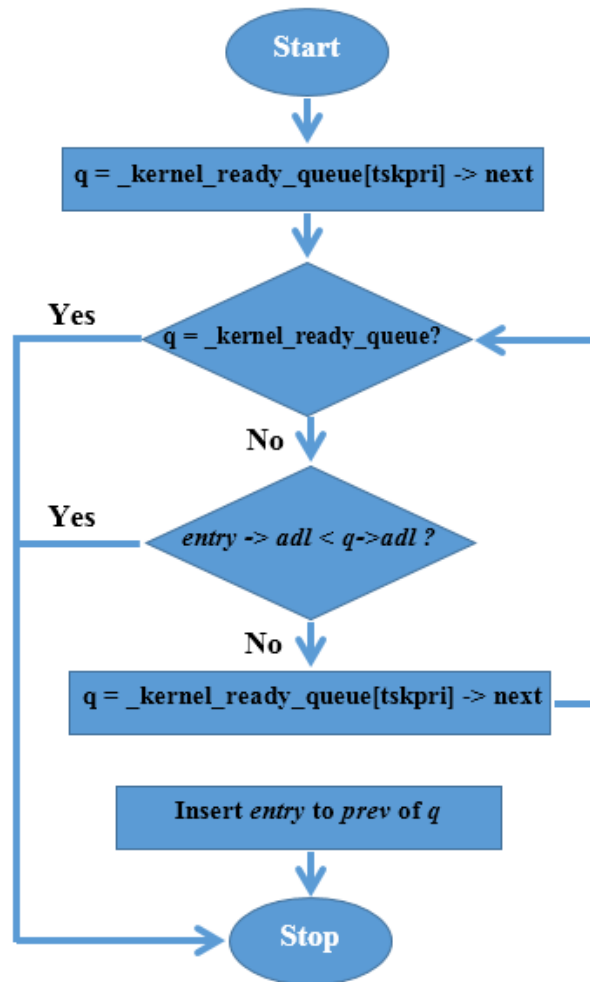 Start
q = _kernel_ready_queue[tskpri] -> next
Yes
q = _kernel_ready_queue?
No
Yes
entry -> adl < q->adl ?
No
q = _kernel_ready_queue[tskpri] -> next
Insert entry to prev of q
Stop